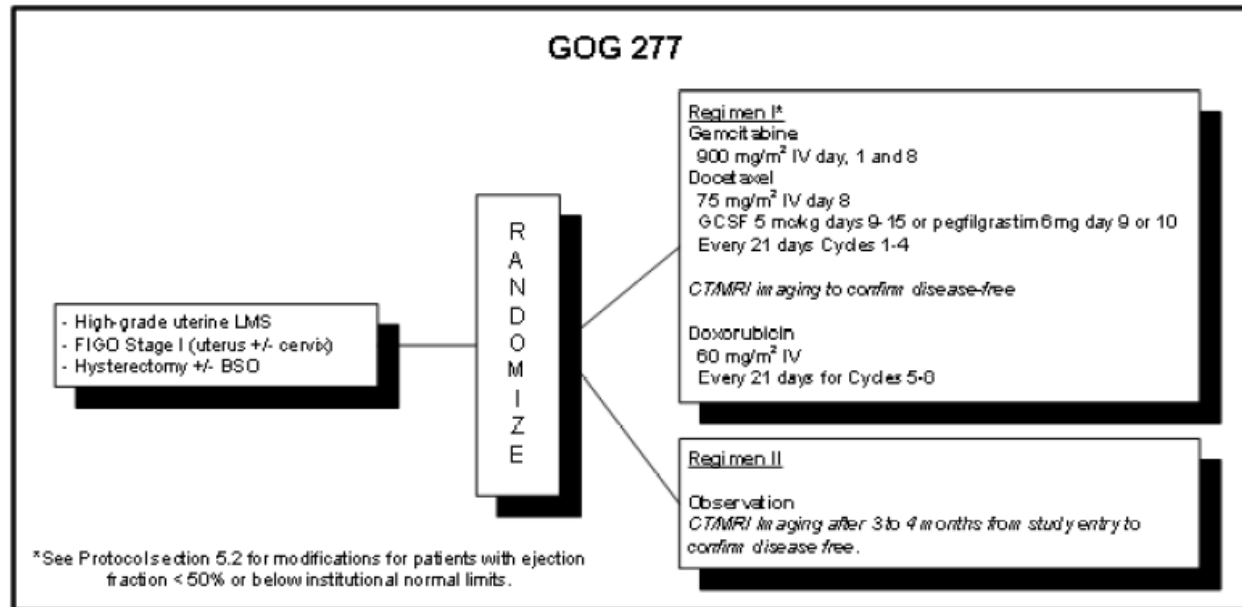 GOG 277
- High-grade uterine LMS
- FIGO Stage I (uterus +/- cervix)
- Hysterectomy +/- BSO
R
A
N
D
O
M
I
Z
E
Regimen I*
Gemcitabine
900 mg/m² IV day, 1 and 8
Docetaxel
75 mg/m² IV day 8
GCSF 5 mc/kg days 9-15 or pegfilgrastim 6 mg day 9 or 10
Every 21 days Cycles 1-4
CT/MRI imaging to confirm disease-free
Doxorubicin
60 mg/m² IV
Every 21 days for Cycles 5-8
Regimen II
Observation
CT/MRI Imaging after 3 to 4 months from study entry to
confirm disease free.
*See Protocol section 5.2 for modifications for patients with ejection
fraction < 50% or below institutional normal limits.